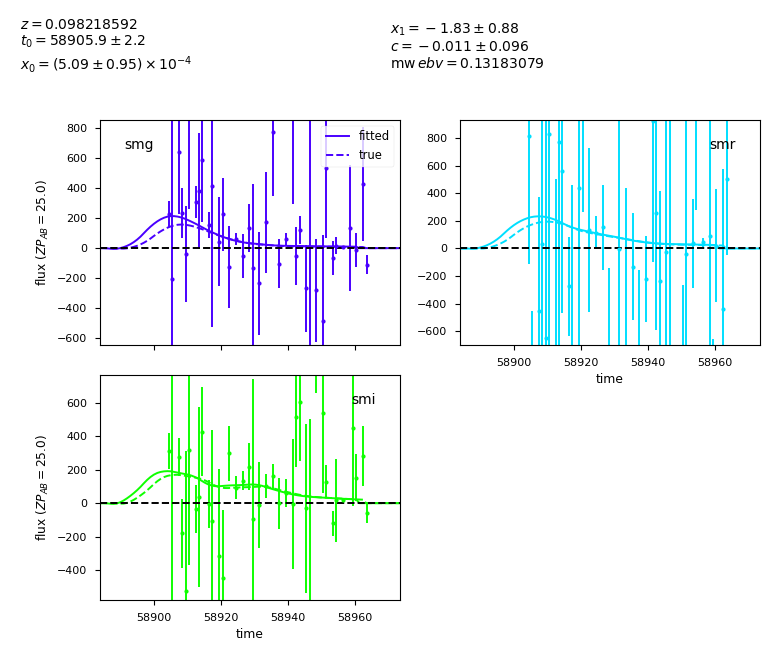 z = 0.098218592
t₀ = 58905.9 ± 2.2
x₀ = (5.09 ± 0.95) × 10⁻⁴
x₁ = −1.83 ± 0.88
c = −0.011 ± 0.096
mw ebv = 0.13183079
smg
fitted
true
800
600
400
200
0
−200
−400
−600
flux (ZP_AB = 25.0)
smr
800
600
400
200
0
−200
−400
−600
58900 58920 58940 58960
time
smi
600
400
200
0
−200
−400
flux (ZP_AB = 25.0)
58900 58920 58940 58960
time